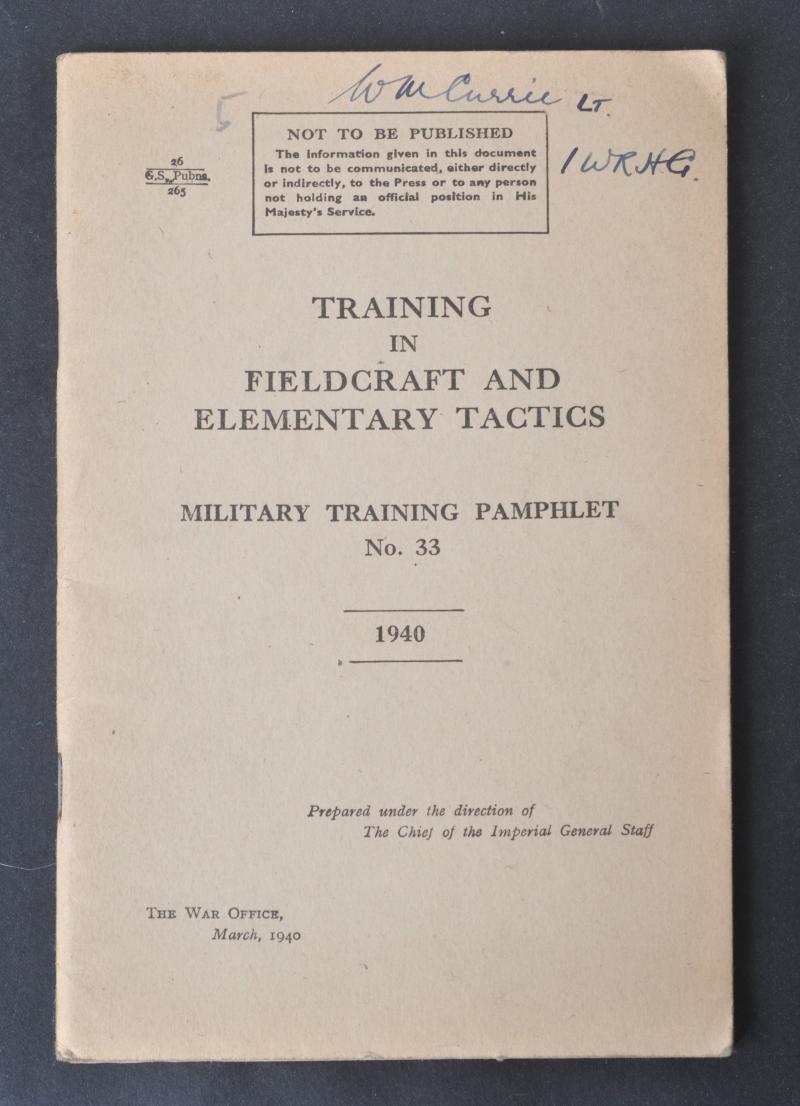 Wm Currie Lt.
5
1 WRHG.
NOT TO BE PUBLISHED
The information given in this document
is not to be communicated, either directly
or indirectly, to the Press or to any person
not holding an official position in His
Majesty's Service.
26
G.S. Pubns.
265
TRAINING
IN
FIELDCRAFT AND
ELEMENTARY TACTICS
MILITARY TRAINING PAMPHLET
No. 33
1940
Prepared under the direction of
The Chief of the Imperial General Staff
THE WAR OFFICE,
March, 1940